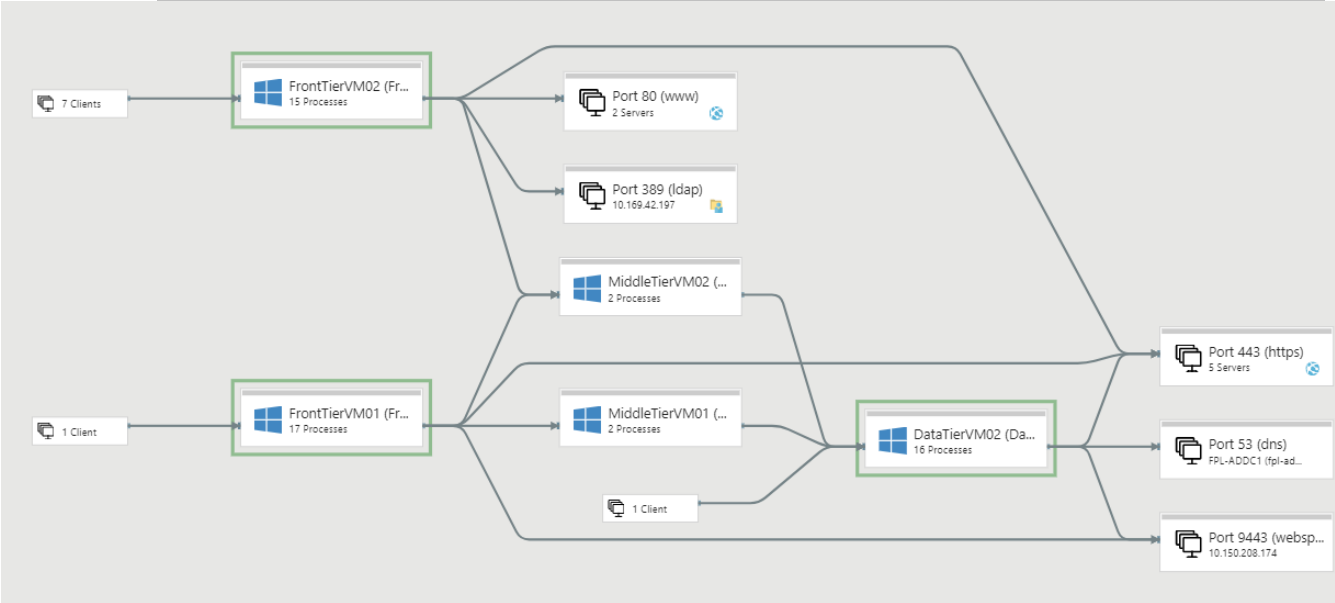 FrontTierVM02 (Fr...
15 Processes
7 Clients
Port 80 (www)
2 Servers
Port 389 (ldap)
10.169.42.197
MiddleTierVM02 (...
2 Processes
Port 443 (https)
5 Servers
FrontTierVM01 (Fr...
17 Processes
1 Client
MiddleTierVM01 (...
2 Processes
DataTierVM02 (Da...
16 Processes
Port 53 (dns)
FPL-ADDC1 (fpl-ad...
1 Client
Port 9443 (websp...
10.150.208.174